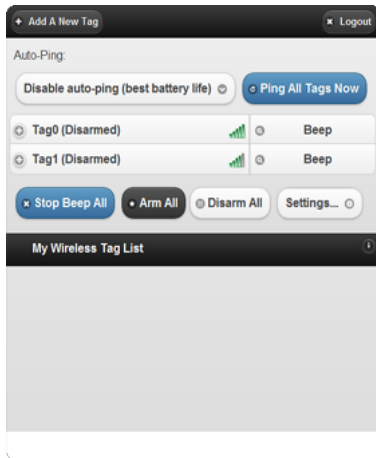 Add A New Tag
Logout
Auto-Ping:
Disable auto-ping (best battery life)
Ping All Tags Now
Tag0 (Disarmed)
Beep
Tag1 (Disarmed)
Beep
Stop Beep All
Arm All
Disarm All
Settings...
My Wireless Tag List